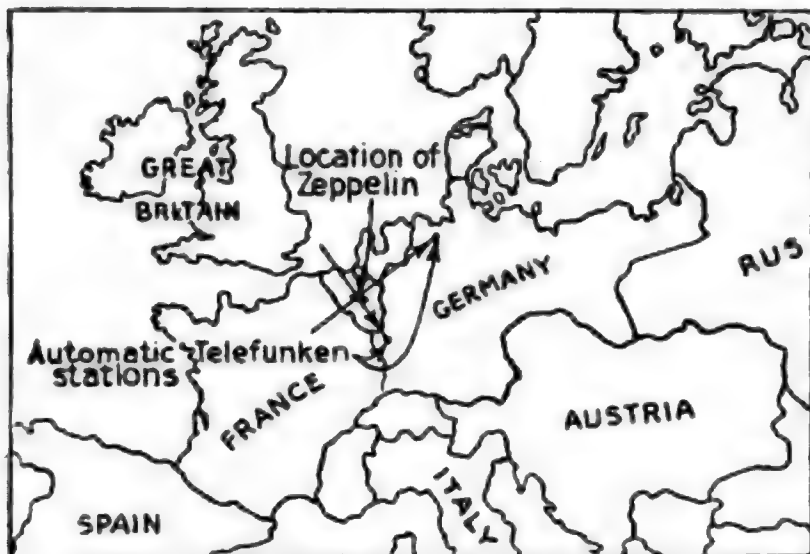 GREAT
BRITAIN
Location of
Zeppelin
RUS
GERMANY
Automatic Telefunken
stations
FRANCE
AUSTRIA
ITALY
SPAIN